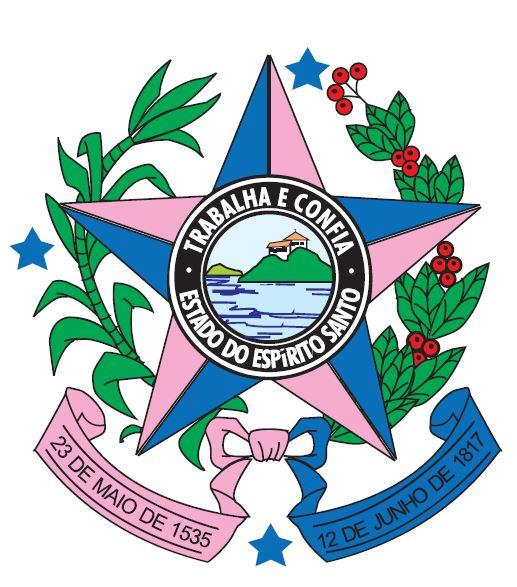 TRABALHA E CONFIA
ESTADO DO ESPÍRITO SANTO
23 DE MAIO DE 1535
12 DE JUNHO DE 1817